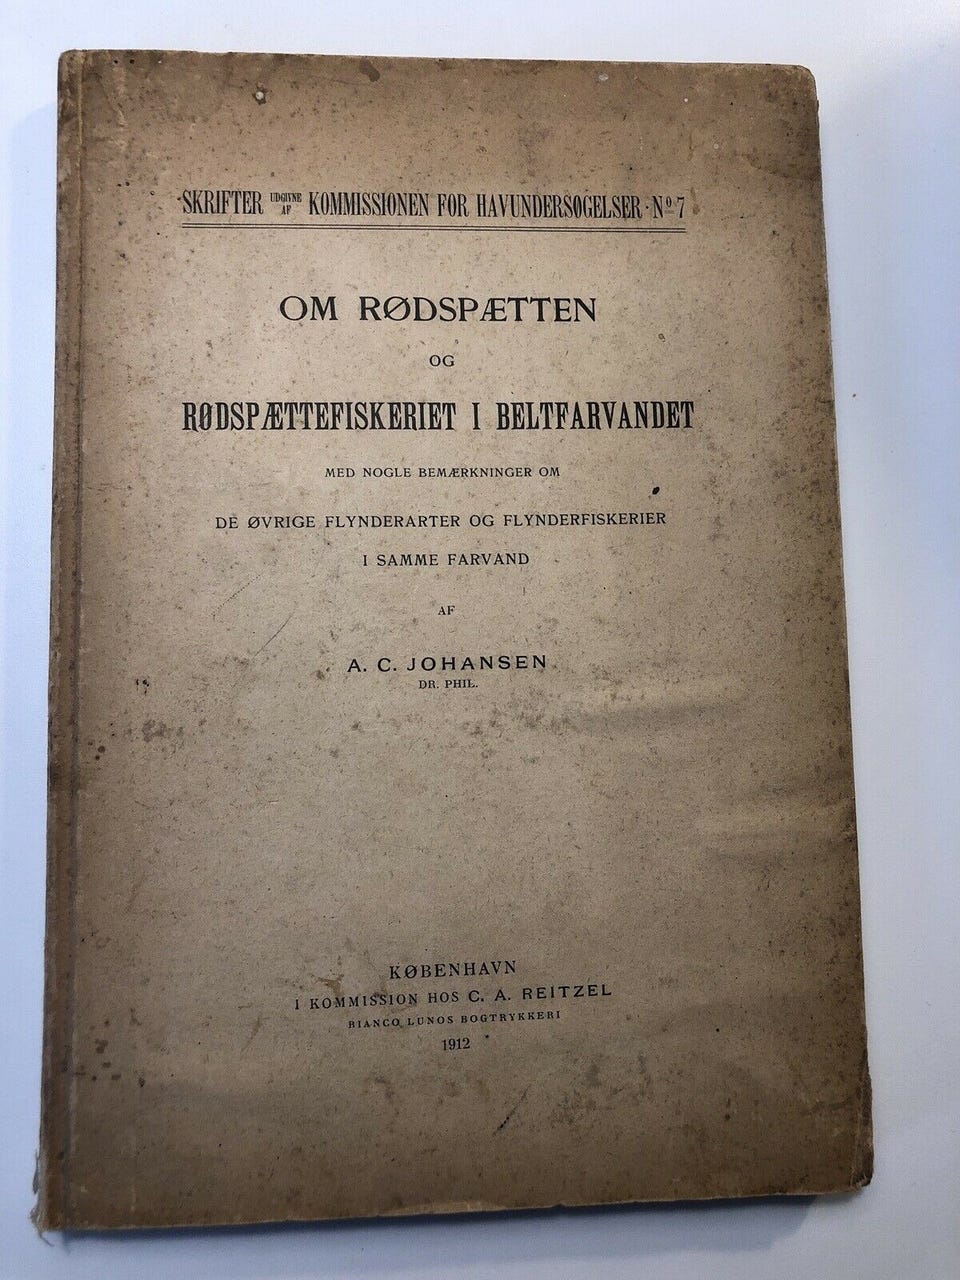 SKRIFTER UDGIVNE AF KOMMISSIONEN FOR HAVUNDERSØGELSER · Nº 7
OM RØDSPÆTTEN
OG
RØDSPÆTTEFISKERIET I BELTFARVANDET
MED NOGLE BEMÆRKNINGER OM
DE ØVRIGE FLYNDERARTER OG FLYNDERFISKERIER
I SAMME FARVAND
AF
A. C. JOHANSEN
DR. PHIL.
KØBENHAVN
I KOMMISSION HOS C. A. REITZEL
BIANCO LUNOS BOGTRYKKERI
1912